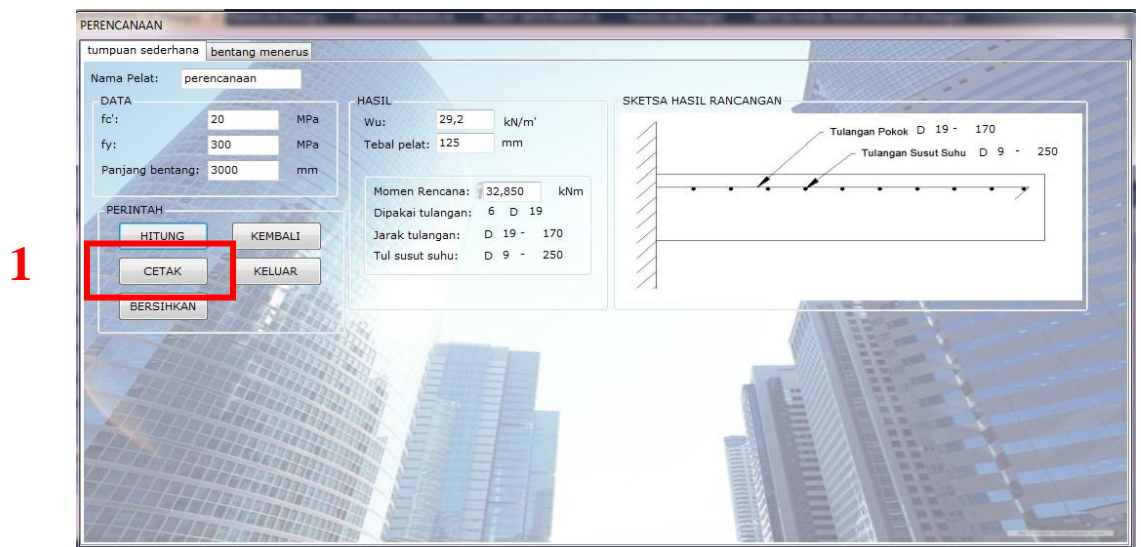 PERENCANAAN
tumpuan sederhana bentang menerus
Nama Pelat: perencanaan
DATA
fc': 20 MPa
fy: 300 MPa
Panjang bentang: 3000 mm
PERINTAH
HITUNG KEMBALI
1
CETAK KELUAR
BERSIHKAN
HASIL
Wu: 29,2 kN/m'
Tebal pelat: 125 mm
Momen Rencana: 32,850 kNm
Dipakai tulangan: 6 D 19
Jarak tulangan: D 19 - 170
Tul susut suhu: D 9 - 250
SKETSA HASIL RANCANGAN
Tulangan Pokok D 19 - 170
Tulangan Susut Suhu D 9 - 250